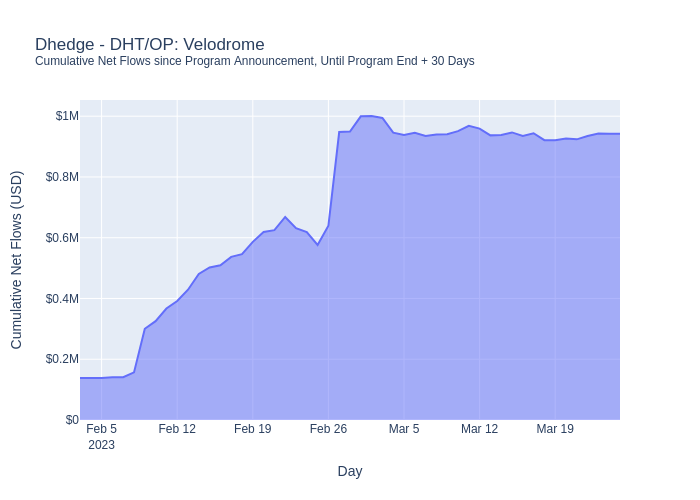 Dhedge - DHT/OP: Velodrome
Cumulative Net Flows since Program Announcement, Until Program End + 30 Days
Cumulative Net Flows (USD)
$1M
$0.8M
$0.6M
$0.4M
$0.2M
$0
Feb 5
2023
Feb 12
Feb 19
Feb 26
Mar 5
Mar 12
Mar 19
Day